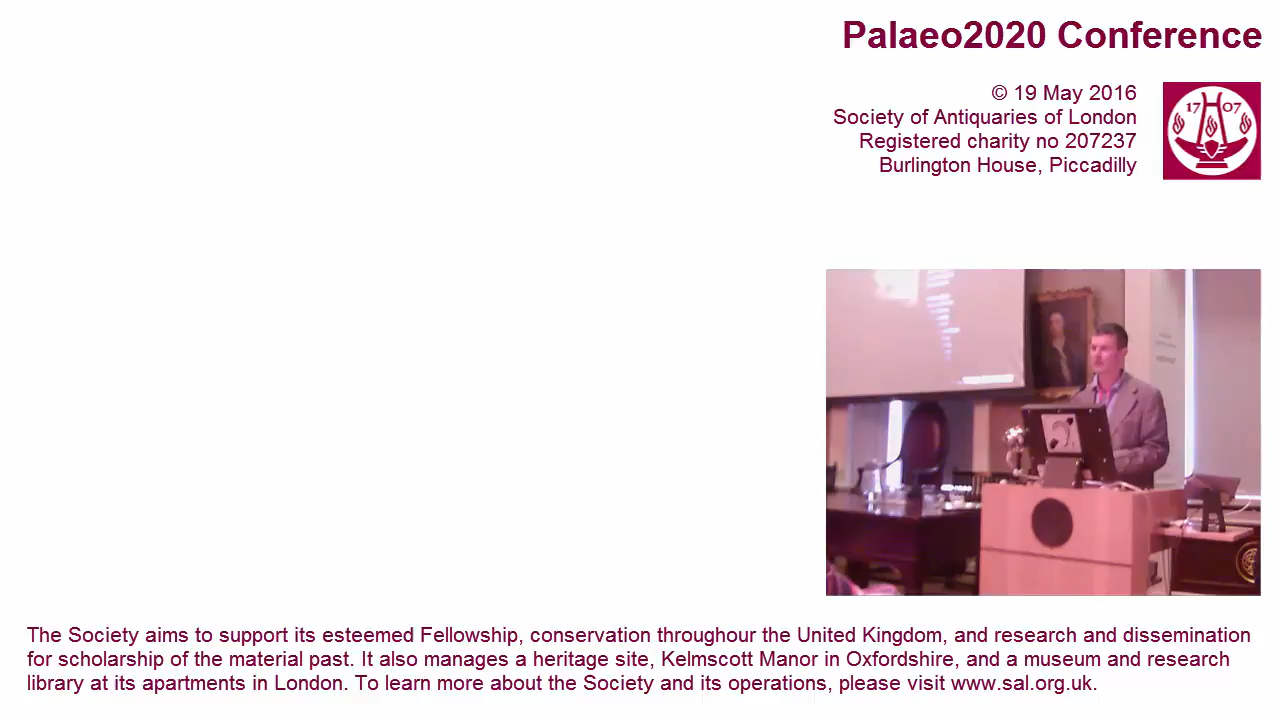 Palaeo2020 Conference
© 19 May 2016
Society of Antiquaries of London
Registered charity no 207237
Burlington House, Piccadilly
17 07
The Society aims to support its esteemed Fellowship, conservation throughour the United Kingdom, and research and dissemination
for scholarship of the material past. It also manages a heritage site, Kelmscott Manor in Oxfordshire, and a museum and research
library at its apartments in London. To learn more about the Society and its operations, please visit www.sal.org.uk.